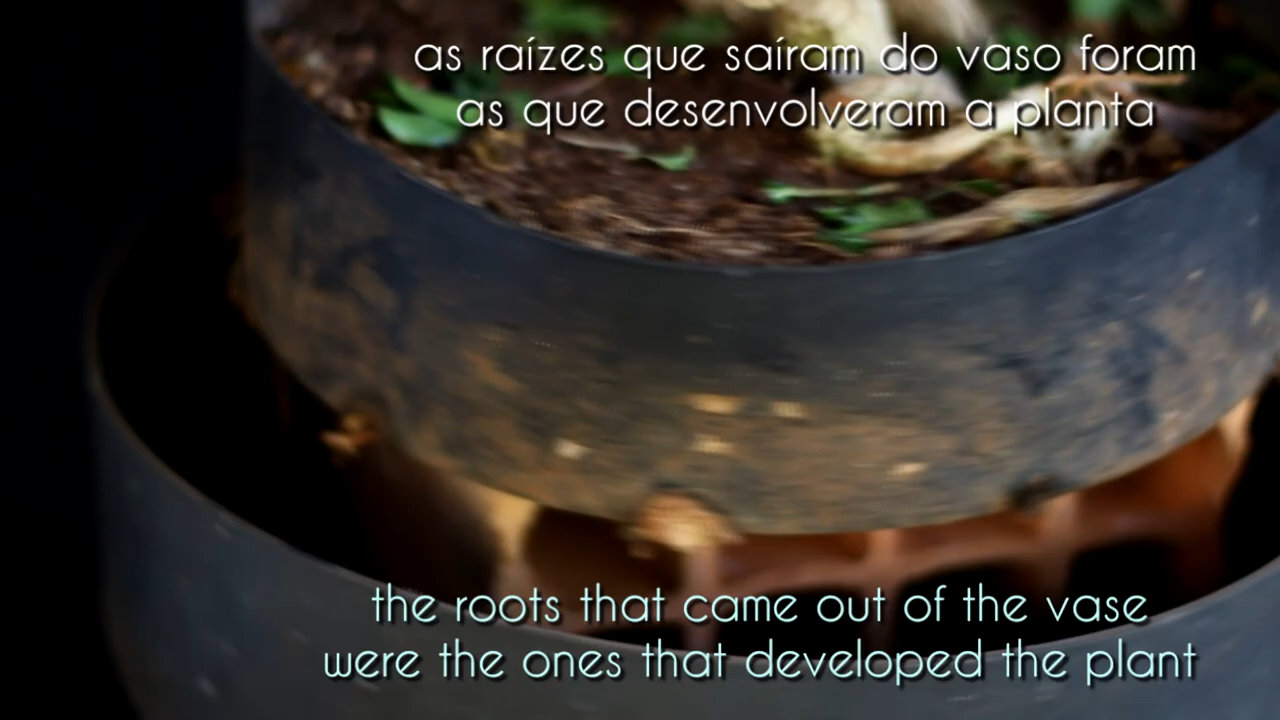 as raízes que saíram do vaso foram
as que desenvolveram a planta
the roots that came out of the vase
were the ones that developed the plant